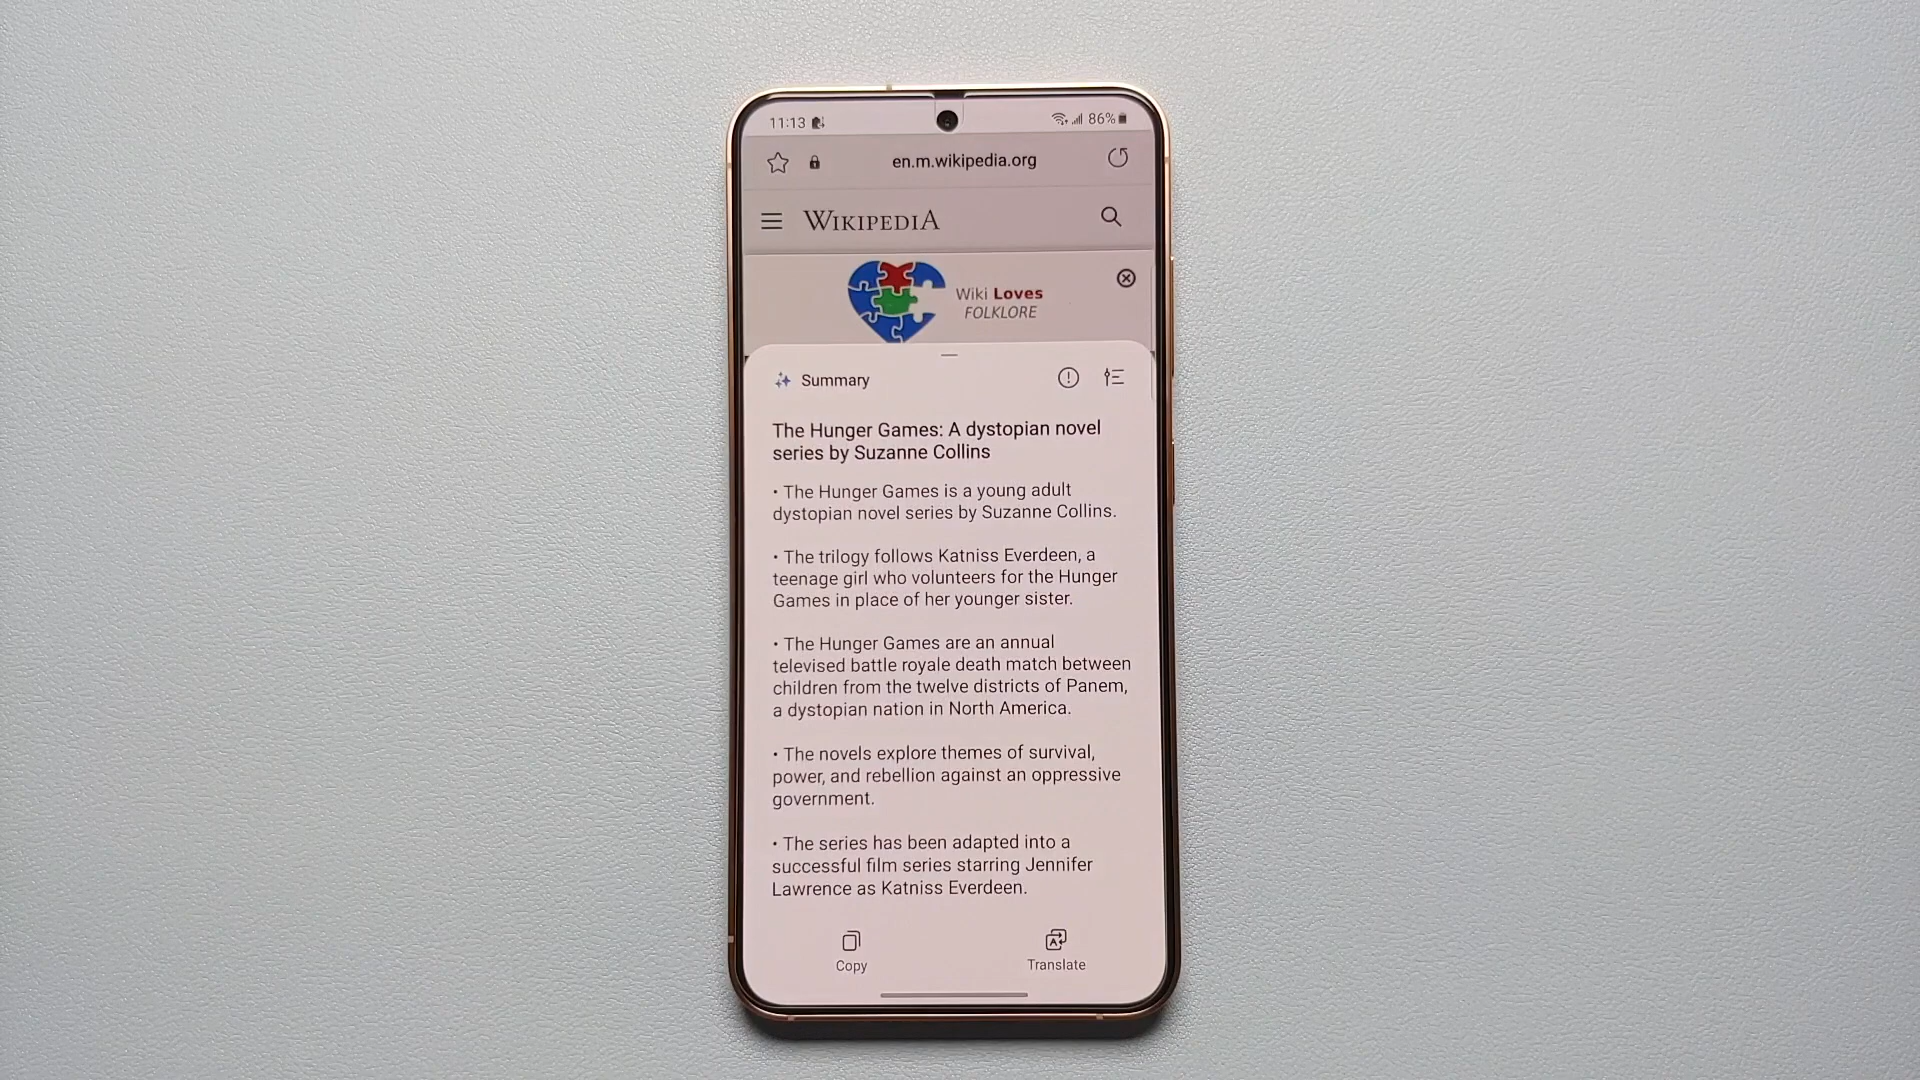 11:13 86%
en.m.wikipedia.org
WIKIPEDIA
Wiki Loves
FOLKLORE
Summary
The Hunger Games: A dystopian novel
series by Suzanne Collins
• The Hunger Games is a young adult
dystopian novel series by Suzanne Collins.
• The trilogy follows Katniss Everdeen, a
teenage girl who volunteers for the Hunger
Games in place of her younger sister.
• The Hunger Games are an annual
televised battle royale death match between
children from the twelve districts of Panem,
a dystopian nation in North America.
• The novels explore themes of survival,
power, and rebellion against an oppressive
government.
• The series has been adapted into a
successful film series starring Jennifer
Lawrence as Katniss Everdeen.
Copy Translate